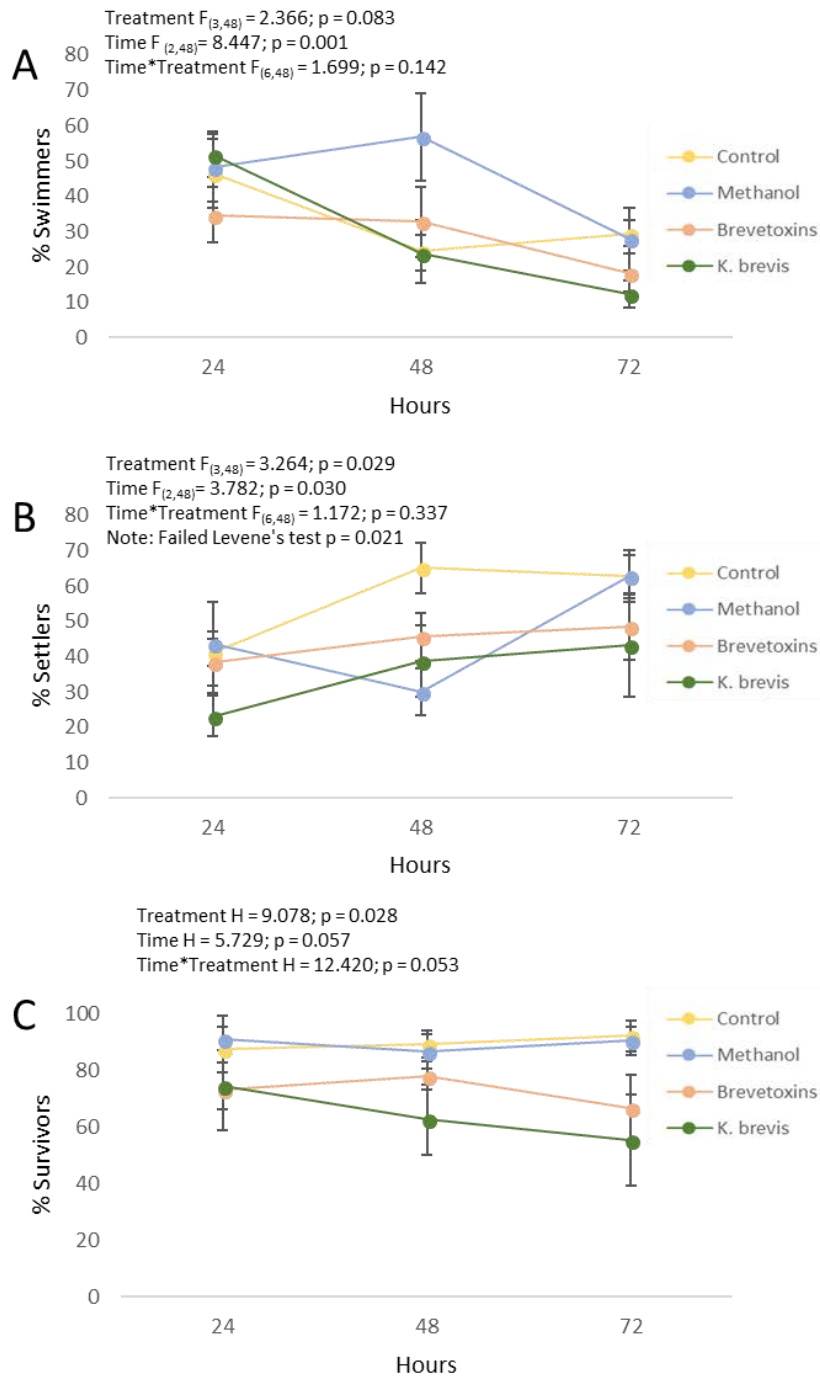 Treatment F(3,48) = 2.366; p = 0.083
Time F (2,48)= 8.447; p = 0.001
Time*Treatment F(6,48) = 1.699; p = 0.142
A
80
70
60
50
40
30
20
10
0
% Swimmers
24 48 72
Hours
Control
Methanol
Brevetoxins
K. brevis
Treatment F(3,48) = 3.264; p = 0.029
Time F(2,48)= 3.782; p = 0.030
Time*Treatment F(6,48) = 1.172; p = 0.337
Note: Failed Levene's test p = 0.021
B
80
70
60
50
40
30
20
10
0
% Settlers
24 48 72
Hours
Control
Methanol
Brevetoxins
K. brevis
Treatment H = 9.078; p = 0.028
Time H = 5.729; p = 0.057
Time*Treatment H = 12.420; p = 0.053
C
100
80
60
40
20
0
% Survivors
24 48 72
Hours
Control
Methanol
Brevetoxins
K. brevis